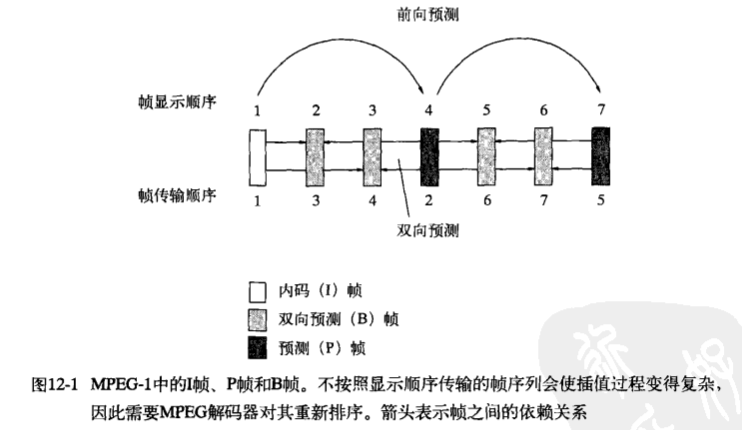 前向预测
帧显示顺序 1 2 3 4 5 6 7
帧传输顺序 1 3 4 2 6 7 5
双向预测
内码（I）帧
双向预测（B）帧
预测（P）帧
图12-1 MPEG-1中的I帧、P帧和B帧。不按照显示顺序传输的帧序列会使插值过程变得复杂，
因此需要MPEG解码器对其重新排序。箭头表示帧之间的依赖关系